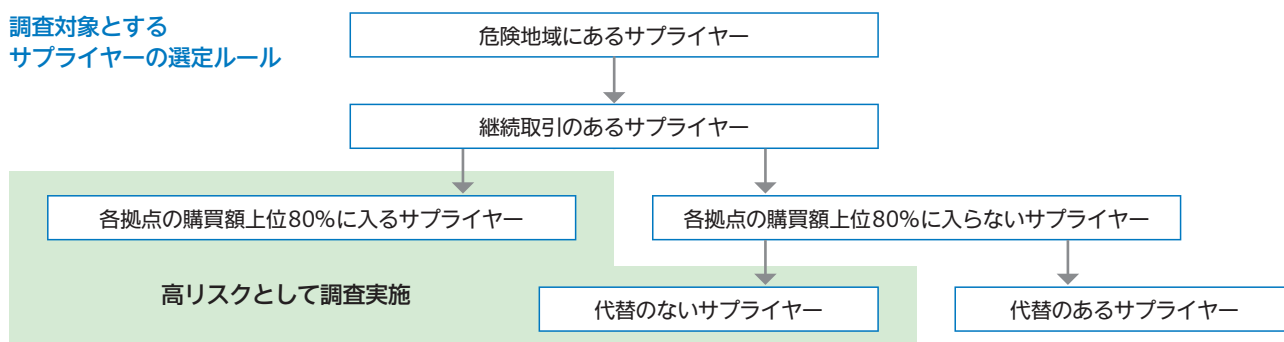 調査対象とする
サプライヤーの選定ルール
危険地域にあるサプライヤー
継続取引のあるサプライヤー
各拠点の購買額上位80%に入るサプライヤー
各拠点の購買額上位80%に入らないサプライヤー
高リスクとして調査実施
代替のないサプライヤー
代替のあるサプライヤー